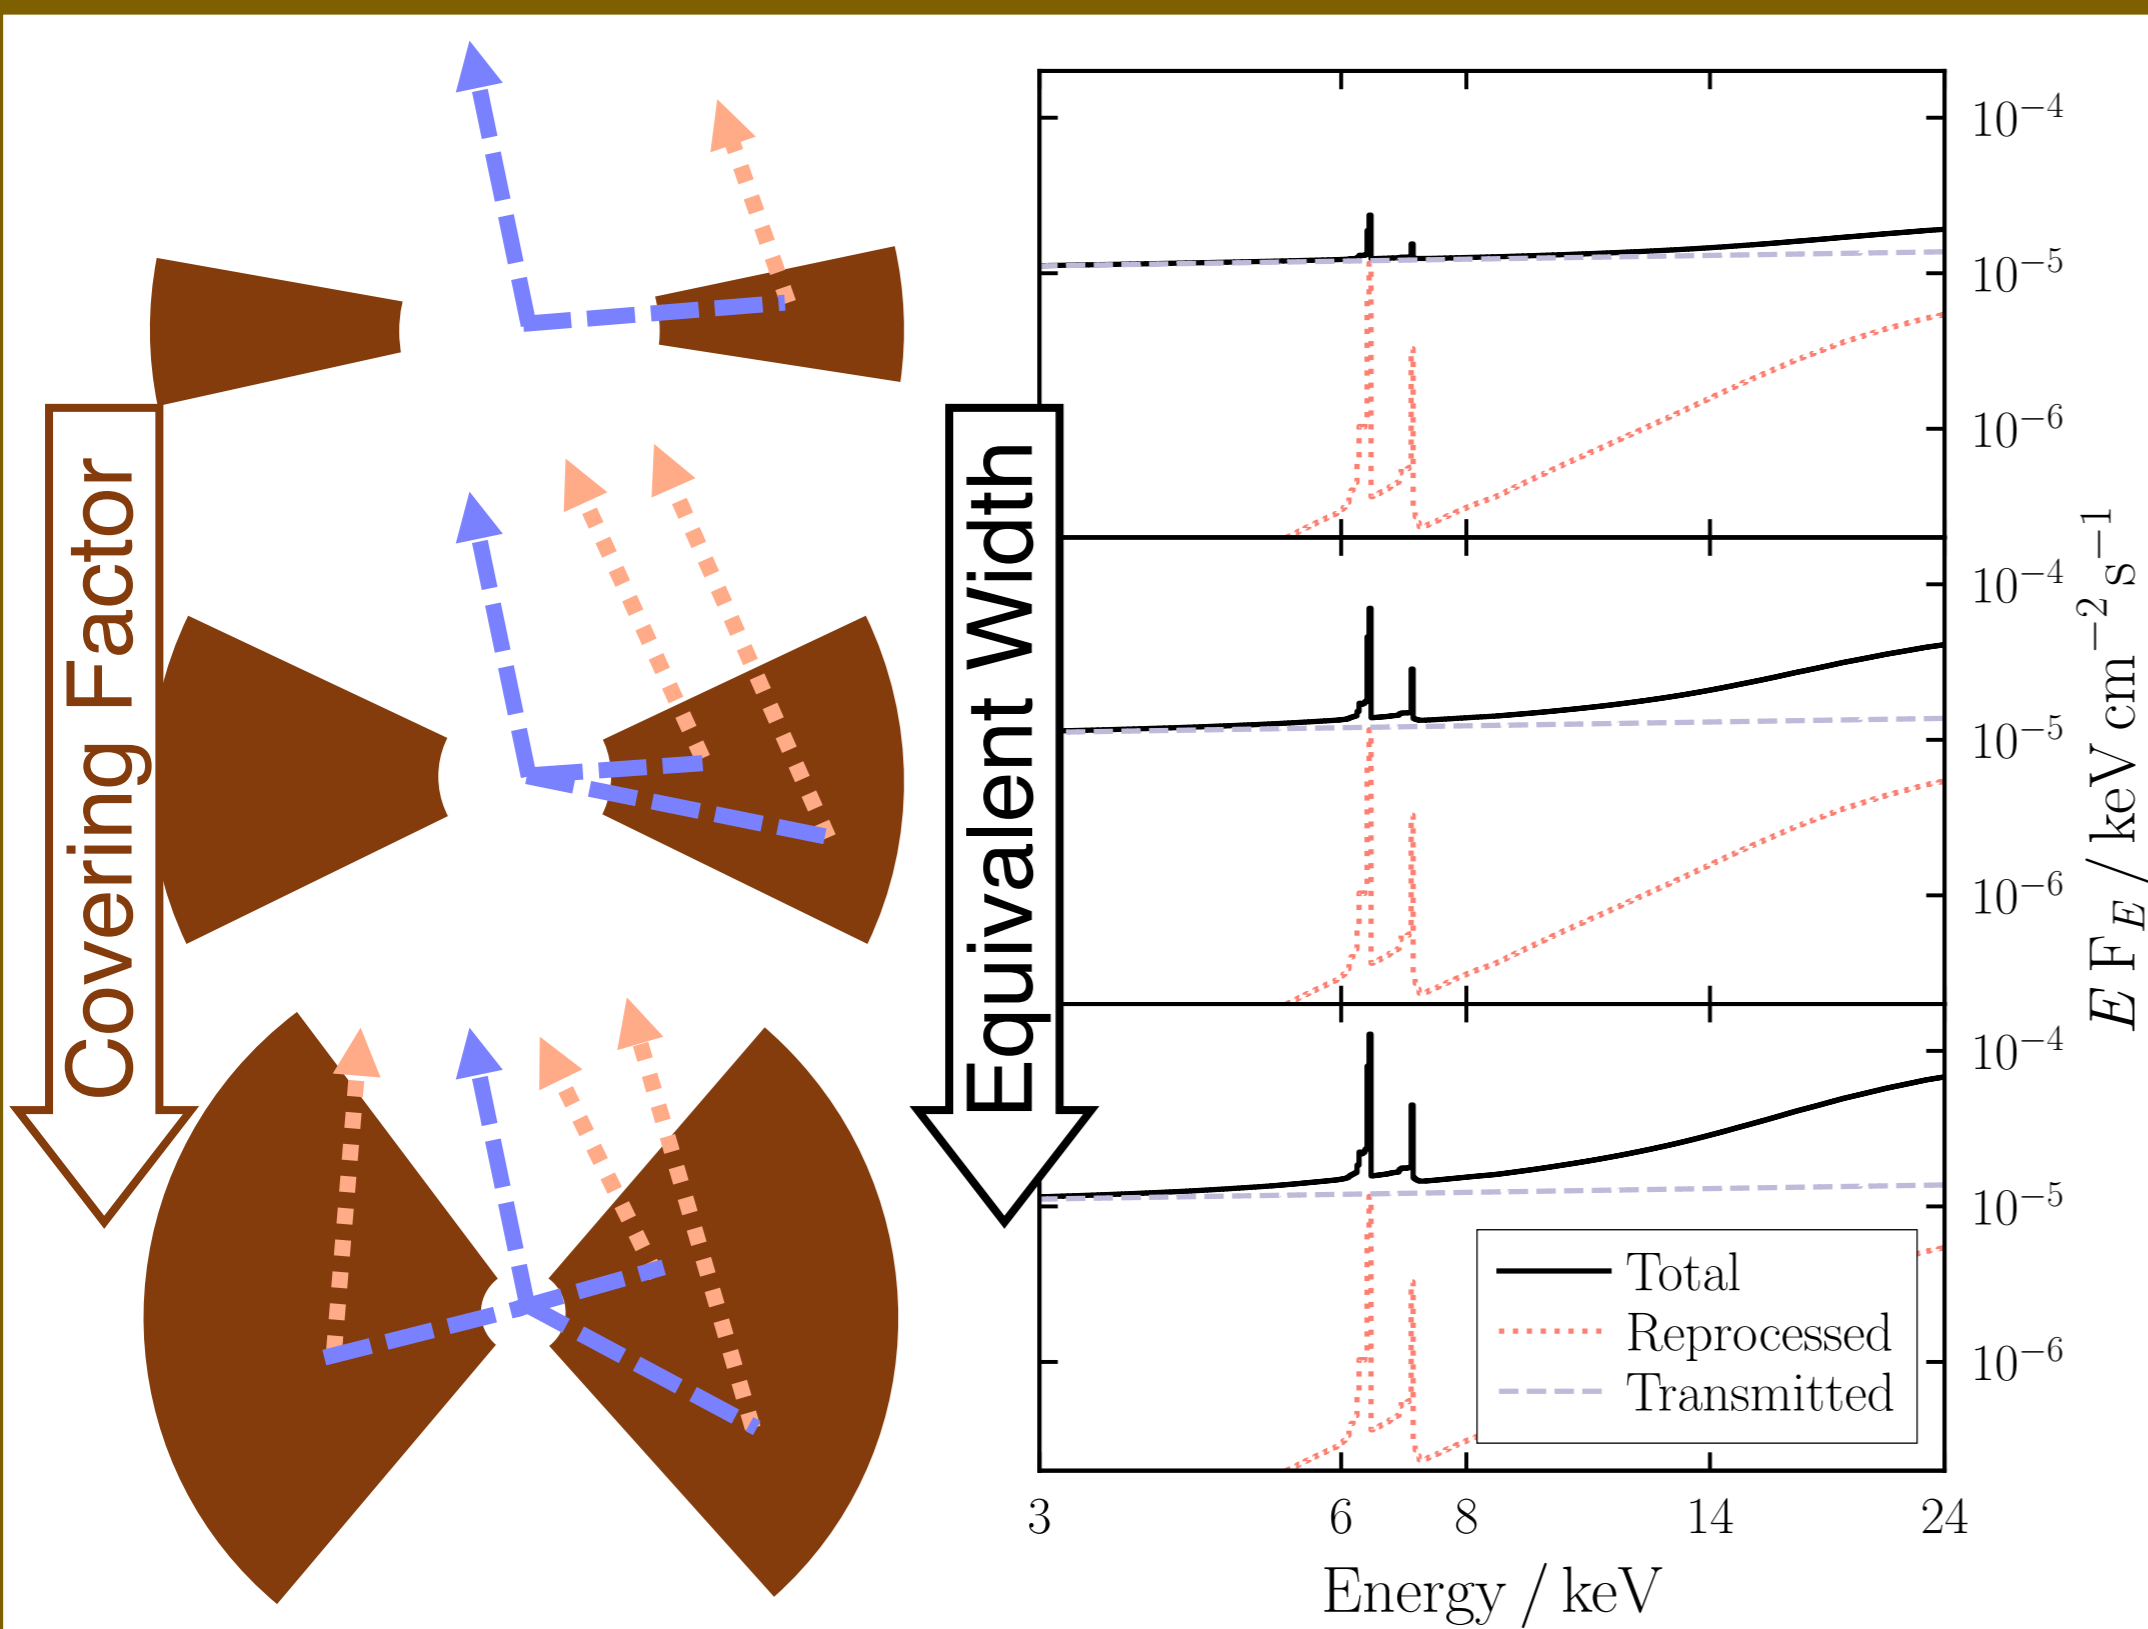 Covering Factor
Equivalent Width
10⁻⁴
10⁻⁵
10⁻⁶
10⁻⁴
10⁻⁵
10⁻⁶
10⁻⁴
10⁻⁵
10⁻⁶
E F_E / keV cm⁻² s⁻¹
Total
Reprocessed
Transmitted
3 6 8 14 24
Energy / keV